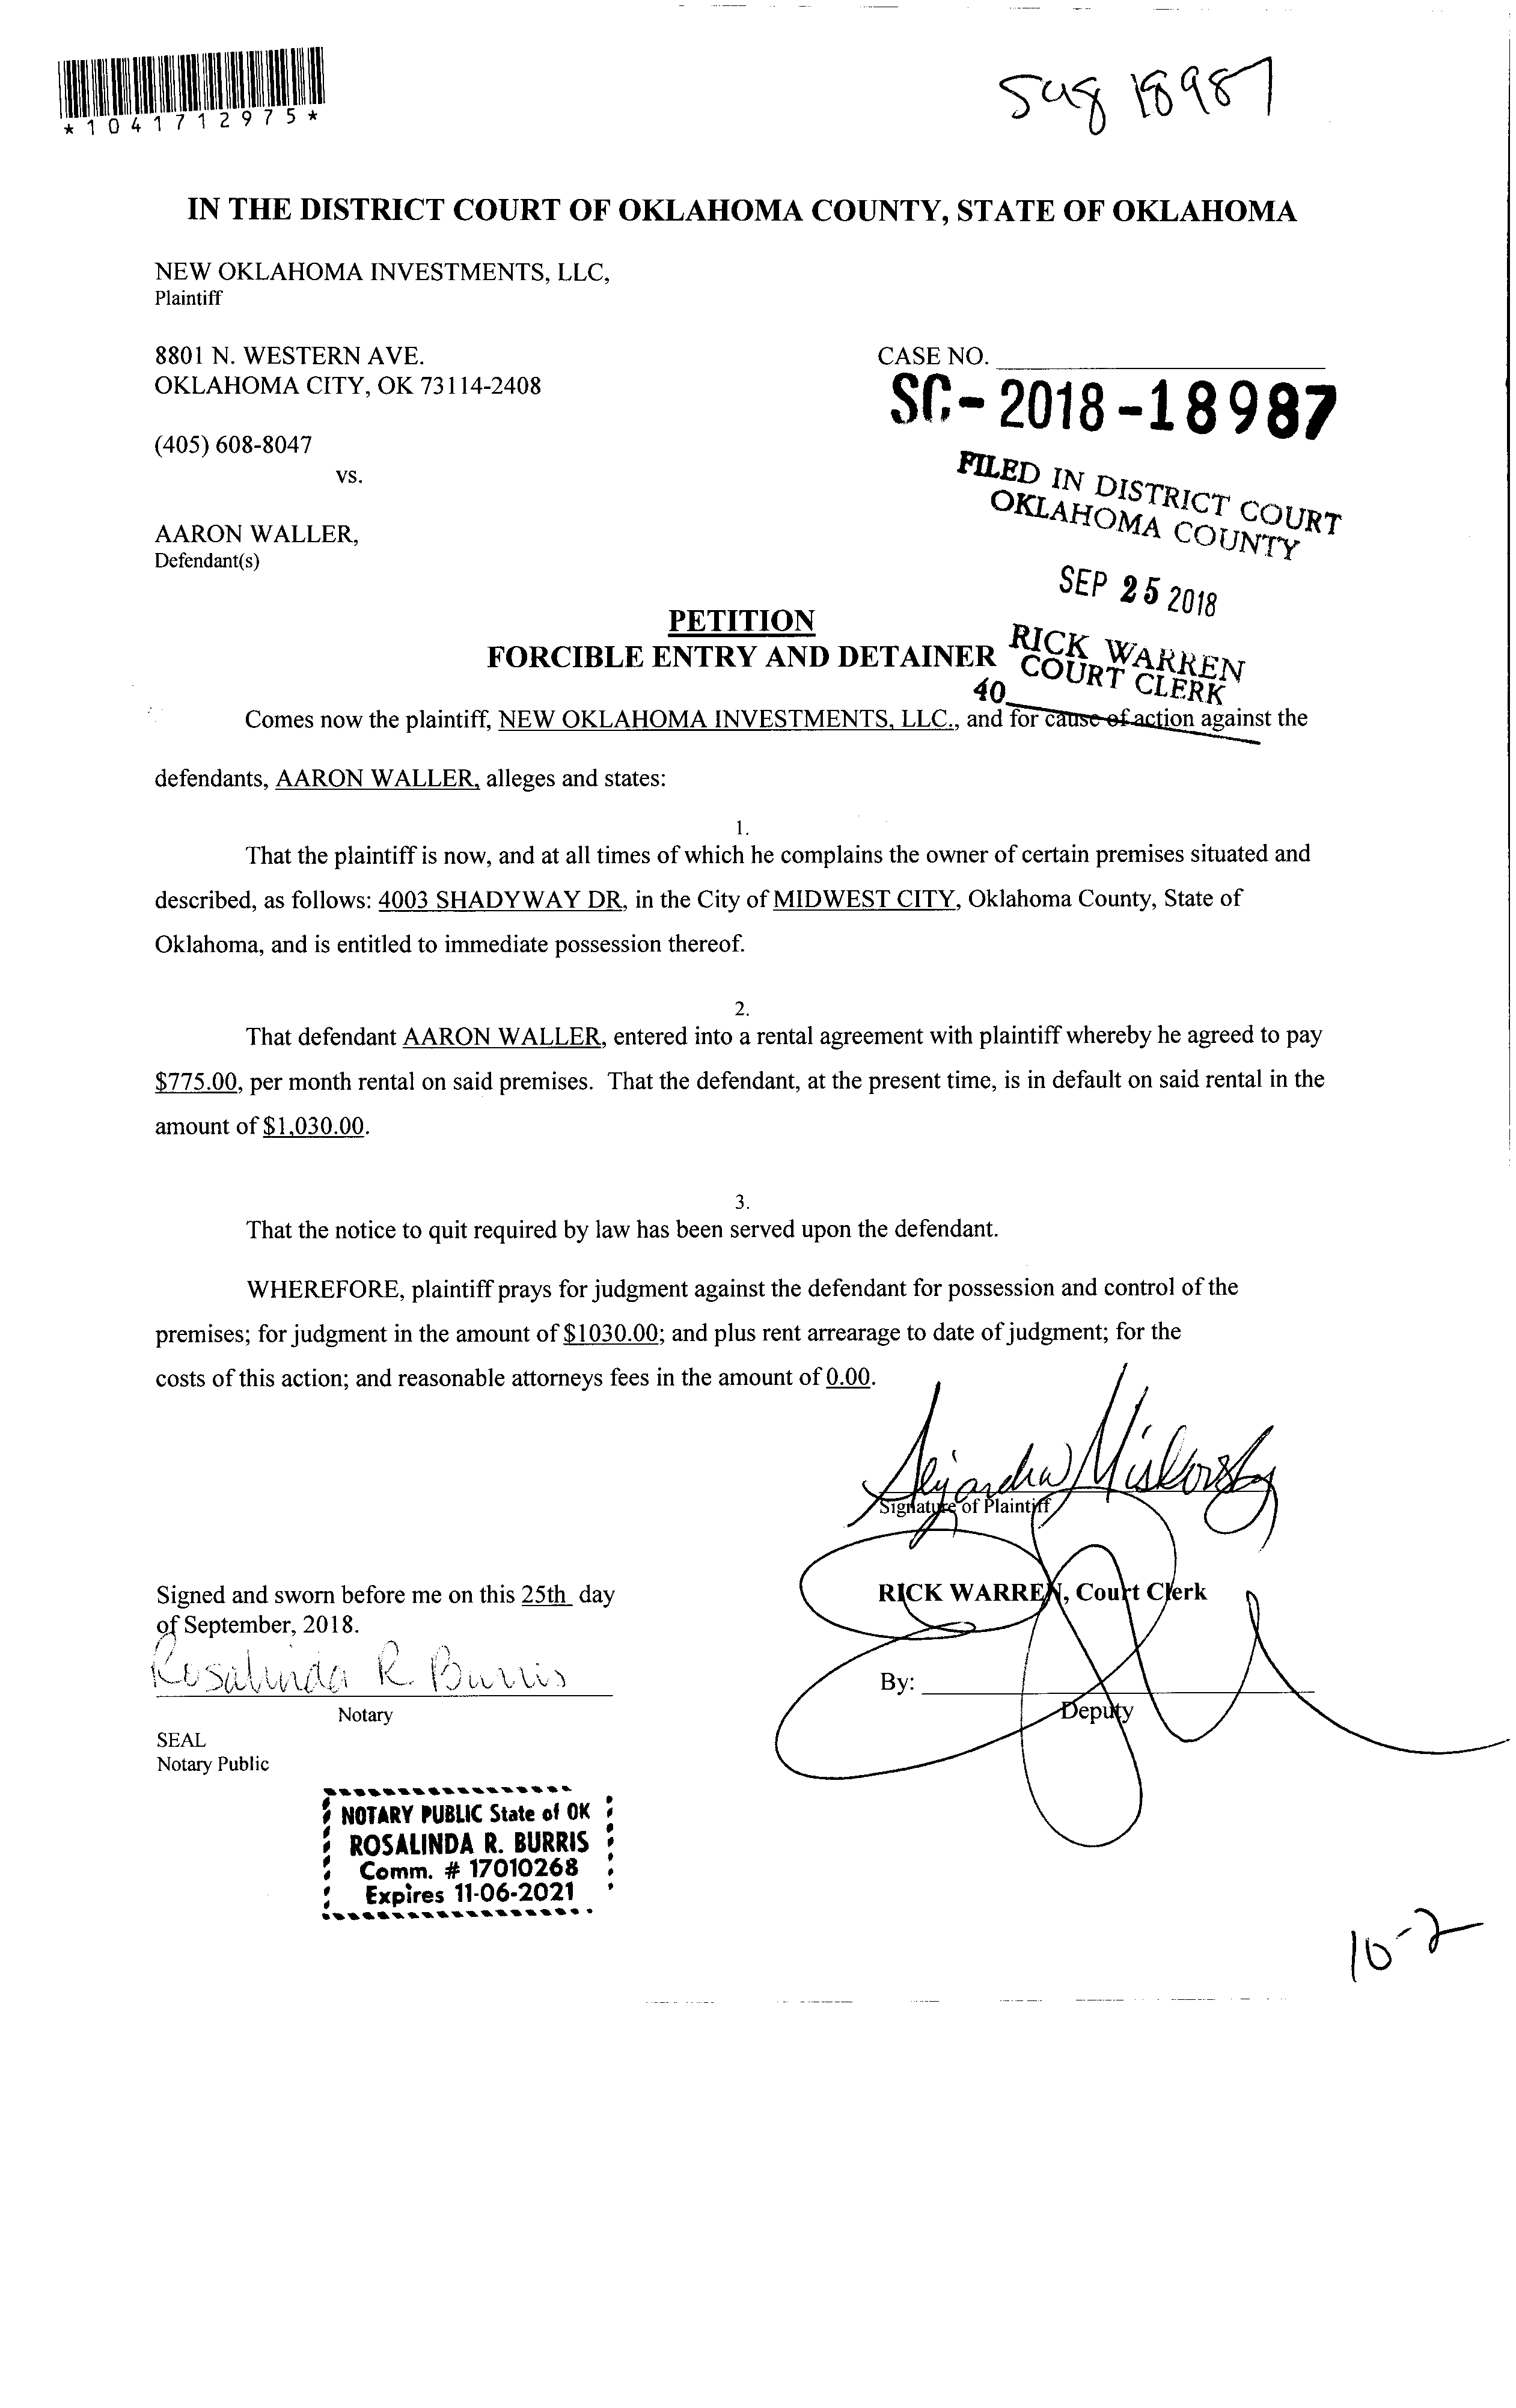 *1041712975*
18987
IN THE DISTRICT COURT OF OKLAHOMA COUNTY, STATE OF OKLAHOMA
NEW OKLAHOMA INVESTMENTS, LLC,
Plaintiff
8801 N. WESTERN AVE.
OKLAHOMA CITY, OK 73114-2408
CASE NO.
SC-2018-18987
(405) 608-8047
vs.
FILED IN DISTRICT COURT
OKLAHOMA COUNTY
AARON WALLER,
Defendant(s)
SEP 25 2018
PETITION
FORCIBLE ENTRY AND DETAINER
RICK WARREN
COURT CLERK
40
Comes now the plaintiff, NEW OKLAHOMA INVESTMENTS, LLC., and for cause of action against the
defendants, AARON WALLER, alleges and states:
1.
That the plaintiff is now, and at all times of which he complains the owner of certain premises situated and
described, as follows: 4003 SHADYWAY DR, in the City of MIDWEST CITY, Oklahoma County, State of
Oklahoma, and is entitled to immediate possession thereof.
2.
That defendant AARON WALLER, entered into a rental agreement with plaintiff whereby he agreed to pay
$775.00, per month rental on said premises. That the defendant, at the present time, is in default on said rental in the
amount of $1,030.00.
3.
That the notice to quit required by law has been served upon the defendant.
WHEREFORE, plaintiff prays for judgment against the defendant for possession and control of the
premises; for judgment in the amount of $1030.00; and plus rent arrearage to date of judgment; for the
costs of this action; and reasonable attorneys fees in the amount of 0.00.
Signature of Plaintiff
Signed and sworn before me on this 25th day
of September, 2018.
RICK WARREN, Court Clerk
Rosalinda R Burris
By:
Notary
Deputy
SEAL
Notary Public
NOTARY PUBLIC State of OK
ROSALINDA R. BURRIS
Comm. # 17010268
Expires 11-06-2021
10-2